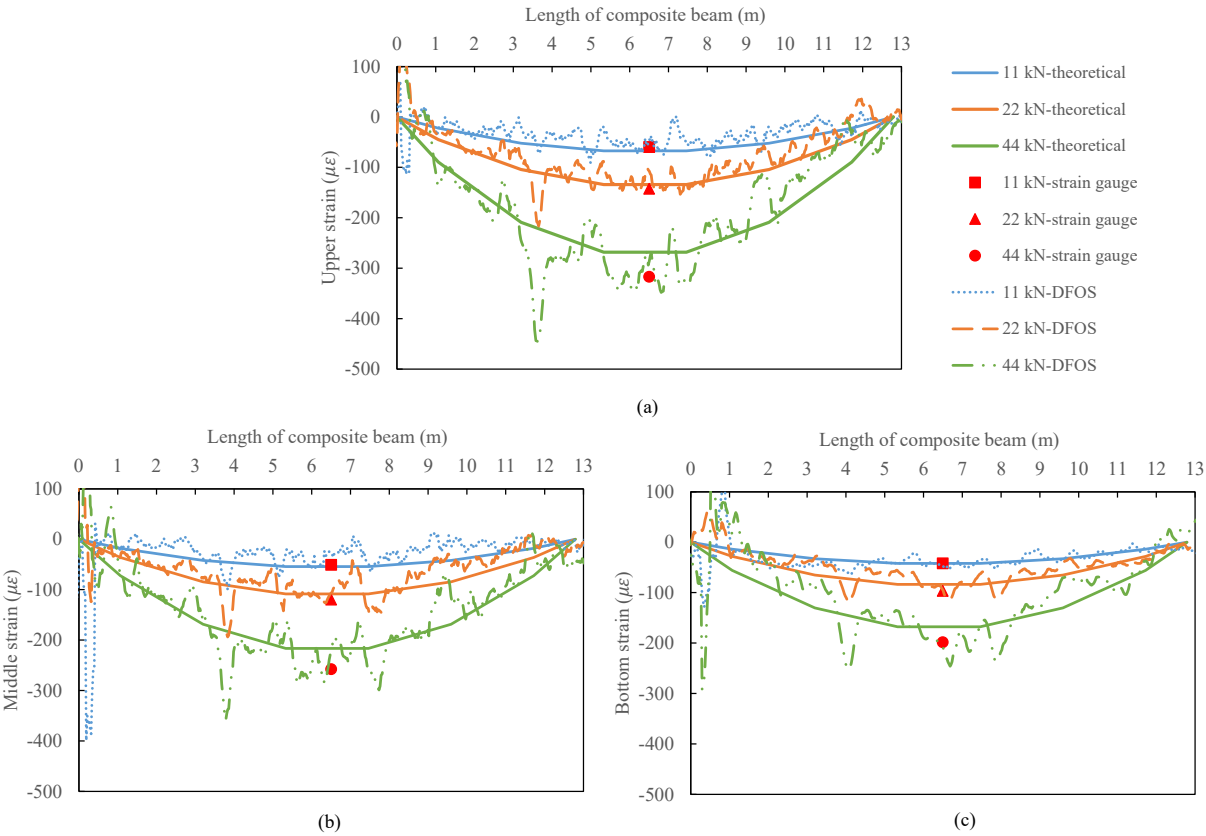 Length of composite beam (m)
0 1 2 3 4 5 6 7 8 9 10 11 12 13
100
0
-100
-200
-300
-400
-500
Upper strain (με)
11 kN-theoretical
22 kN-theoretical
44 kN-theoretical
11 kN-strain gauge
22 kN-strain gauge
44 kN-strain gauge
11 kN-DFOS
22 kN-DFOS
44 kN-DFOS
(a)
Length of composite beam (m)
0 1 2 3 4 5 6 7 8 9 10 11 12 13
100
0
-100
-200
-300
-400
-500
Middle strain (με)
(b)
Length of composite beam (m)
0 1 2 3 4 5 6 7 8 9 10 11 12 13
100
0
-100
-200
-300
-400
-500
Bottom strain (με)
(c)